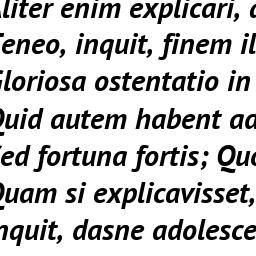 Aliter enim explicari,
Teneo, inquit, finem il
Gloriosa ostentatio in
Quid autem habent ad
Sed fortuna fortis; Quo
Quam si explicavisset,
Inquit, dasne adolesce